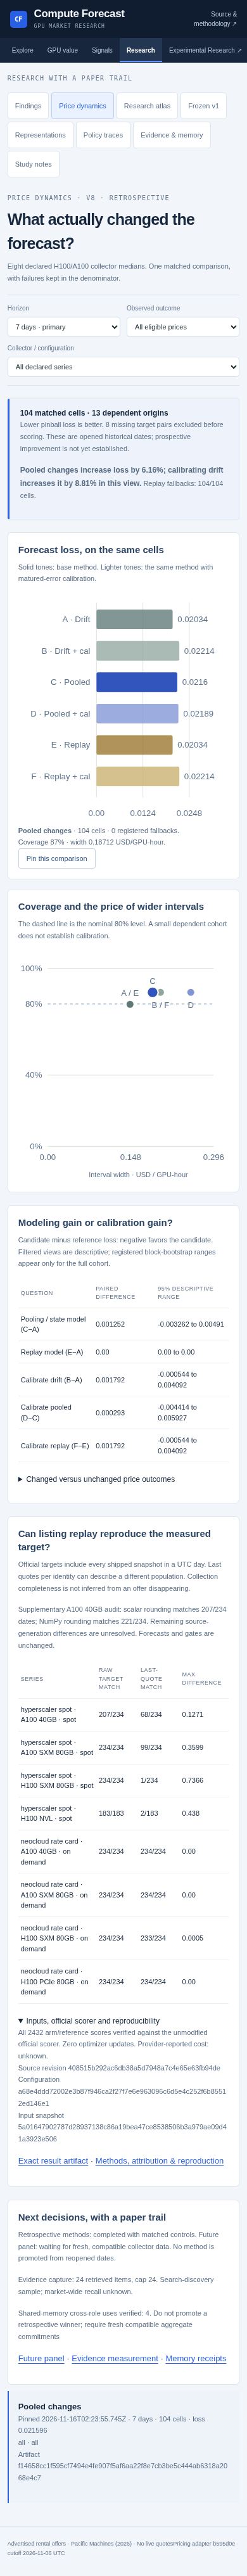 CF
Compute Forecast
GPU MARKET RESEARCH
Source &
methodology ↗
Explore
GPU value
Signals
Research
Experimental Research ↗
RESEARCH WITH A PAPER TRAIL
Findings
Price dynamics
Research atlas
Frozen v1
Representations
Policy traces
Evidence & memory
Study notes
PRICE DYNAMICS · V8 · RETROSPECTIVE
What actually changed the
forecast?
Eight declared H100/A100 collector medians. One matched comparison,
with failures kept in the denominator.
Horizon
Observed outcome
7 days · primary
All eligible prices
Collector / configuration
All declared series
104 matched cells · 13 dependent origins
Lower pinball loss is better. 8 missing target pairs excluded before
scoring. These are opened historical dates; prospective
improvement is not yet established.
Pooled changes increase loss by 6.16%; calibrating drift
increases it by 8.81% in this view. Replay fallbacks: 104/104
cells.
Forecast loss, on the same cells
Solid tones: base method. Lighter tones: the same method with
matured-error calibration.
A · Drift
0.02034
B · Drift + cal
0.02214
C · Pooled
0.0216
D · Pooled + cal
0.02189
E · Replay
0.02034
F · Replay + cal
0.02214
0.00
0.0124
0.0248
Pooled changes · 104 cells · 0 registered fallbacks.
Coverage 87% · width 0.18712 USD/GPU-hour.
Pin this comparison
Coverage and the price of wider intervals
The dashed line is the nominal 80% level. A small dependent cohort
does not establish calibration.
100%
C
A / E
80%
B / F
D
40%
0%
0.00
0.148
0.296
Interval width · USD / GPU-hour
Modeling gain or calibration gain?
Candidate minus reference loss: negative favors the candidate.
Filtered views are descriptive; registered block-bootstrap ranges
appear only for the full cohort.
QUESTION
PAIRED
DIFFERENCE
95% DESCRIPTIVE
RANGE
Pooling / state model
(C−A)
0.001252
-0.003262 to 0.00491
Replay model (E−A)
0.00
0.00 to 0.00
Calibrate drift (B−A)
0.001792
-0.000544 to
0.004092
Calibrate pooled
(D−C)
0.000293
-0.004414 to
0.005927
Calibrate replay (F−E)
0.001792
-0.000544 to
0.004092
▶ Changed versus unchanged price outcomes
Can listing replay reproduce the measured
target?
Official targets include every shipped snapshot in a UTC day. Last
quotes per identity can describe a different population. Collection
completeness is not inferred from an offer disappearing.
Supplementary A100 40GB audit: scalar rounding matches 207/234
dates; NumPy rounding matches 221/234. Remaining source-
generation differences are unresolved. Forecasts and gates are
unchanged.
SERIES
RAW
TARGET
MATCH
LAST-
QUOTE
MATCH
MAX
DIFFERENCE
hyperscaler spot ·
A100 40GB · spot
207/234
68/234
0.1271
hyperscaler spot ·
A100 SXM 80GB · spot
234/234
99/234
0.3599
hyperscaler spot ·
H100 SXM 80GB · spot
234/234
1/234
0.7366
hyperscaler spot ·
H100 NVL · spot
183/183
2/183
0.438
neocloud rate card ·
A100 40GB · on
demand
234/234
234/234
0.00
neocloud rate card ·
A100 SXM 80GB · on
demand
234/234
234/234
0.00
neocloud rate card ·
H100 SXM 80GB · on
demand
234/234
233/234
0.0005
neocloud rate card ·
H100 PCIe 80GB · on
demand
234/234
234/234
0.00
▼ Inputs, official scorer and reproducibility
All 2432 arm/reference scores verified against the unmodified
official scorer. Zero optimizer updates. Provider-reported cost:
unknown.
Source revision 408515b292ac6db38a5d7948a7c4e65e63fb94de
Configuration
a68e4ddd72002e3b87f946ca2f27f7e6e963096c6d5e4c252f6b8551
2ed146e1
Input snapshot
5a01647902787d28937138c86a19bea47ce8538506b3a979ae09d4
1a3923e506
Exact result artifact · Methods, attribution & reproduction
Next decisions, with a paper trail
Retrospective methods: completed with matched controls. Future
panel: waiting for fresh, compatible collector data. No method is
promoted from reopened dates.
Evidence capture: 24 retrieved items, cap 24. Search-discovery
sample; market-wide recall unknown.
Shared-memory cross-role uses verified: 4. Do not promote a
retrospective winner; require fresh compatible aggregate
commitments
Future panel · Evidence measurement · Memory receipts
Pooled changes
Pinned 2026-11-16T02:23:55.745Z · 7 days · 104 cells · loss
0.021596
all · all
Artifact
f14658cc1f595cf7494e4fe907f5af6aa22f8e7cb3be5c444ab6318a20
68e4c7
Advertised rental offers · Pacific Machines (2026) · No live quotesPricing adapter b595d0e ·
cutoff 2026-11-06 UTC